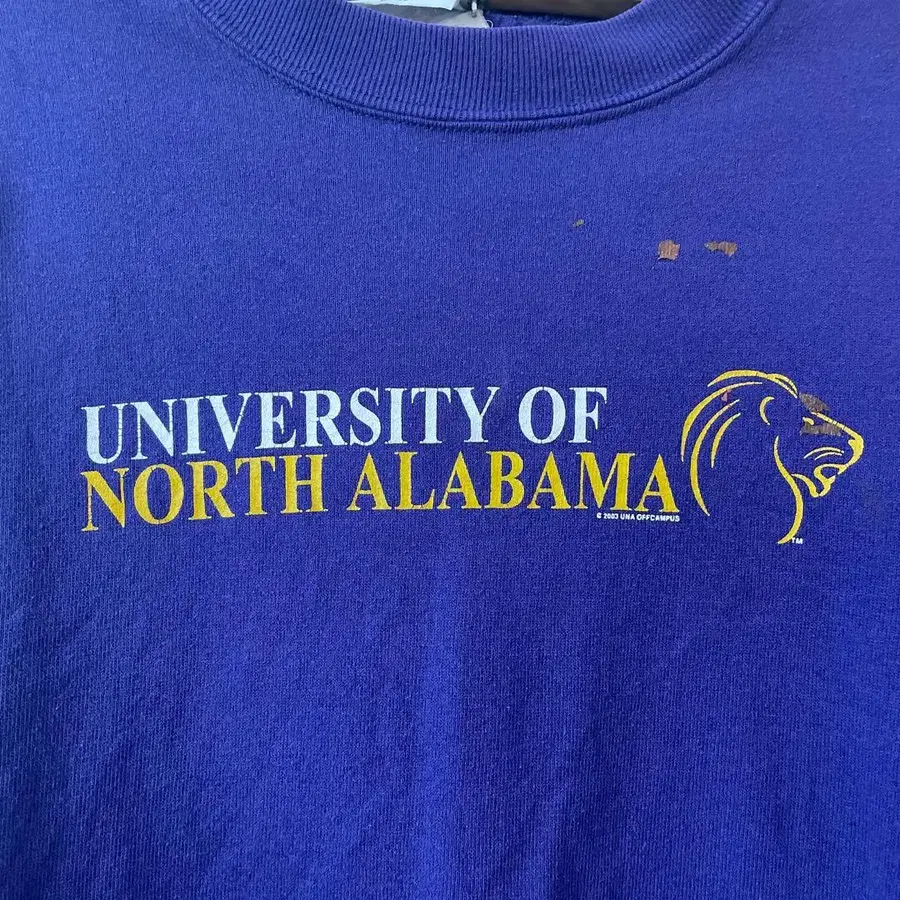 UNIVERSITY OF
NORTH ALABAMA
© 2003 UNA OFFCAMPUS
TM